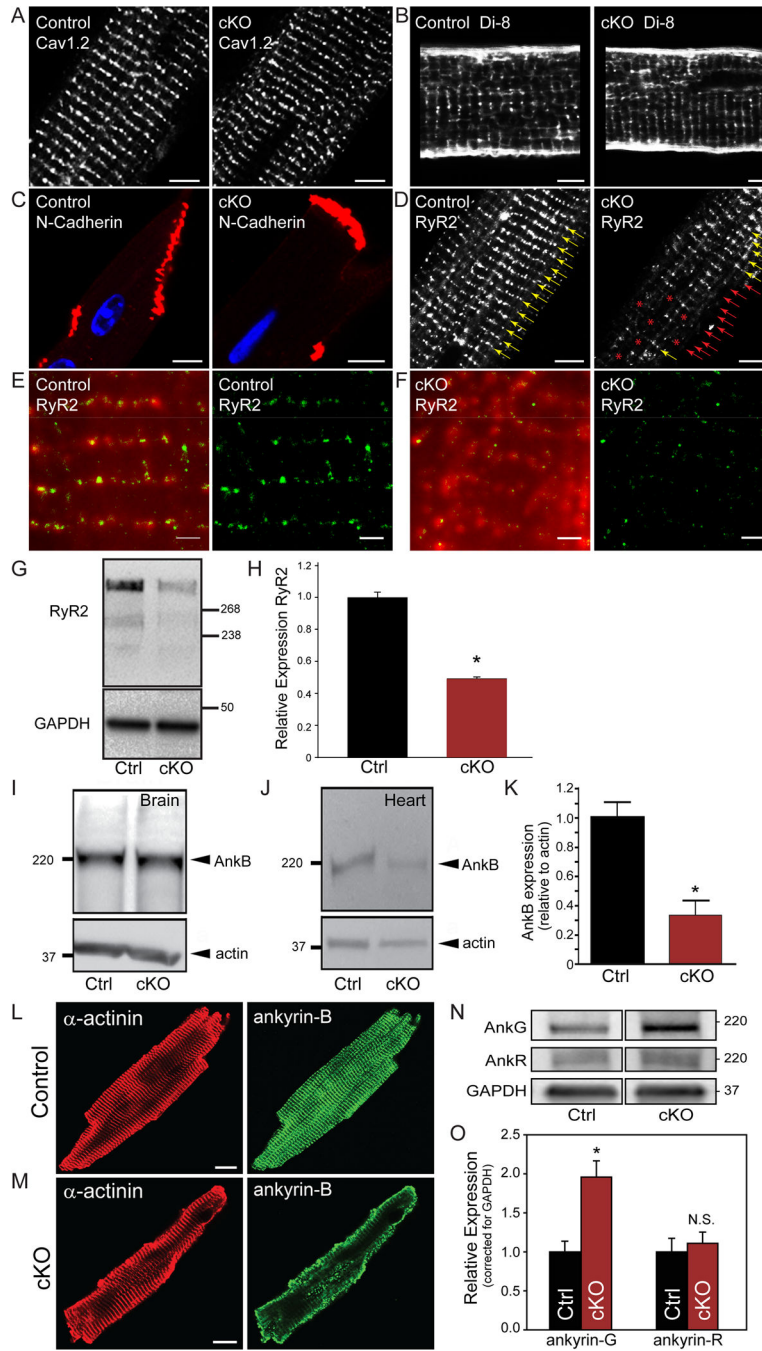 A
Control
Cav1.2
cKO
Cav1.2
B
Control Di-8
cKO Di-8
C
Control
N-Cadherin
cKO
N-Cadherin
D
Control
RyR2
cKO
RyR2
* * * * * * * *
E
Control
RyR2
Control
RyR2
F
cKO
RyR2
cKO
RyR2
G
RyR2
268
238
50
GAPDH
Ctrl
cKO
H
Relative Expression RyR2
1.2
1.0
0.8
0.6
0.4
0.2
0
*
Ctrl
cKO
I
Brain
220
AnkB
37
actin
Ctrl
cKO
J
Heart
220
AnkB
37
actin
Ctrl
cKO
K
AnkB expression
(relative to actin)
1.2
1.0
0.8
0.6
0.4
0.2
0
*
Ctrl
cKO
L
Control
α-actinin
ankyrin-B
M
cKO
α-actinin
ankyrin-B
N
AnkG
220
AnkR
220
GAPDH
37
Ctrl
cKO
O
Relative Expression
(corrected for GAPDH)
2.5
2.0
1.5
1.0
0.5
0.0
*
N.S.
Ctrl
cKO
Ctrl
cKO
ankyrin-G
ankyrin-R